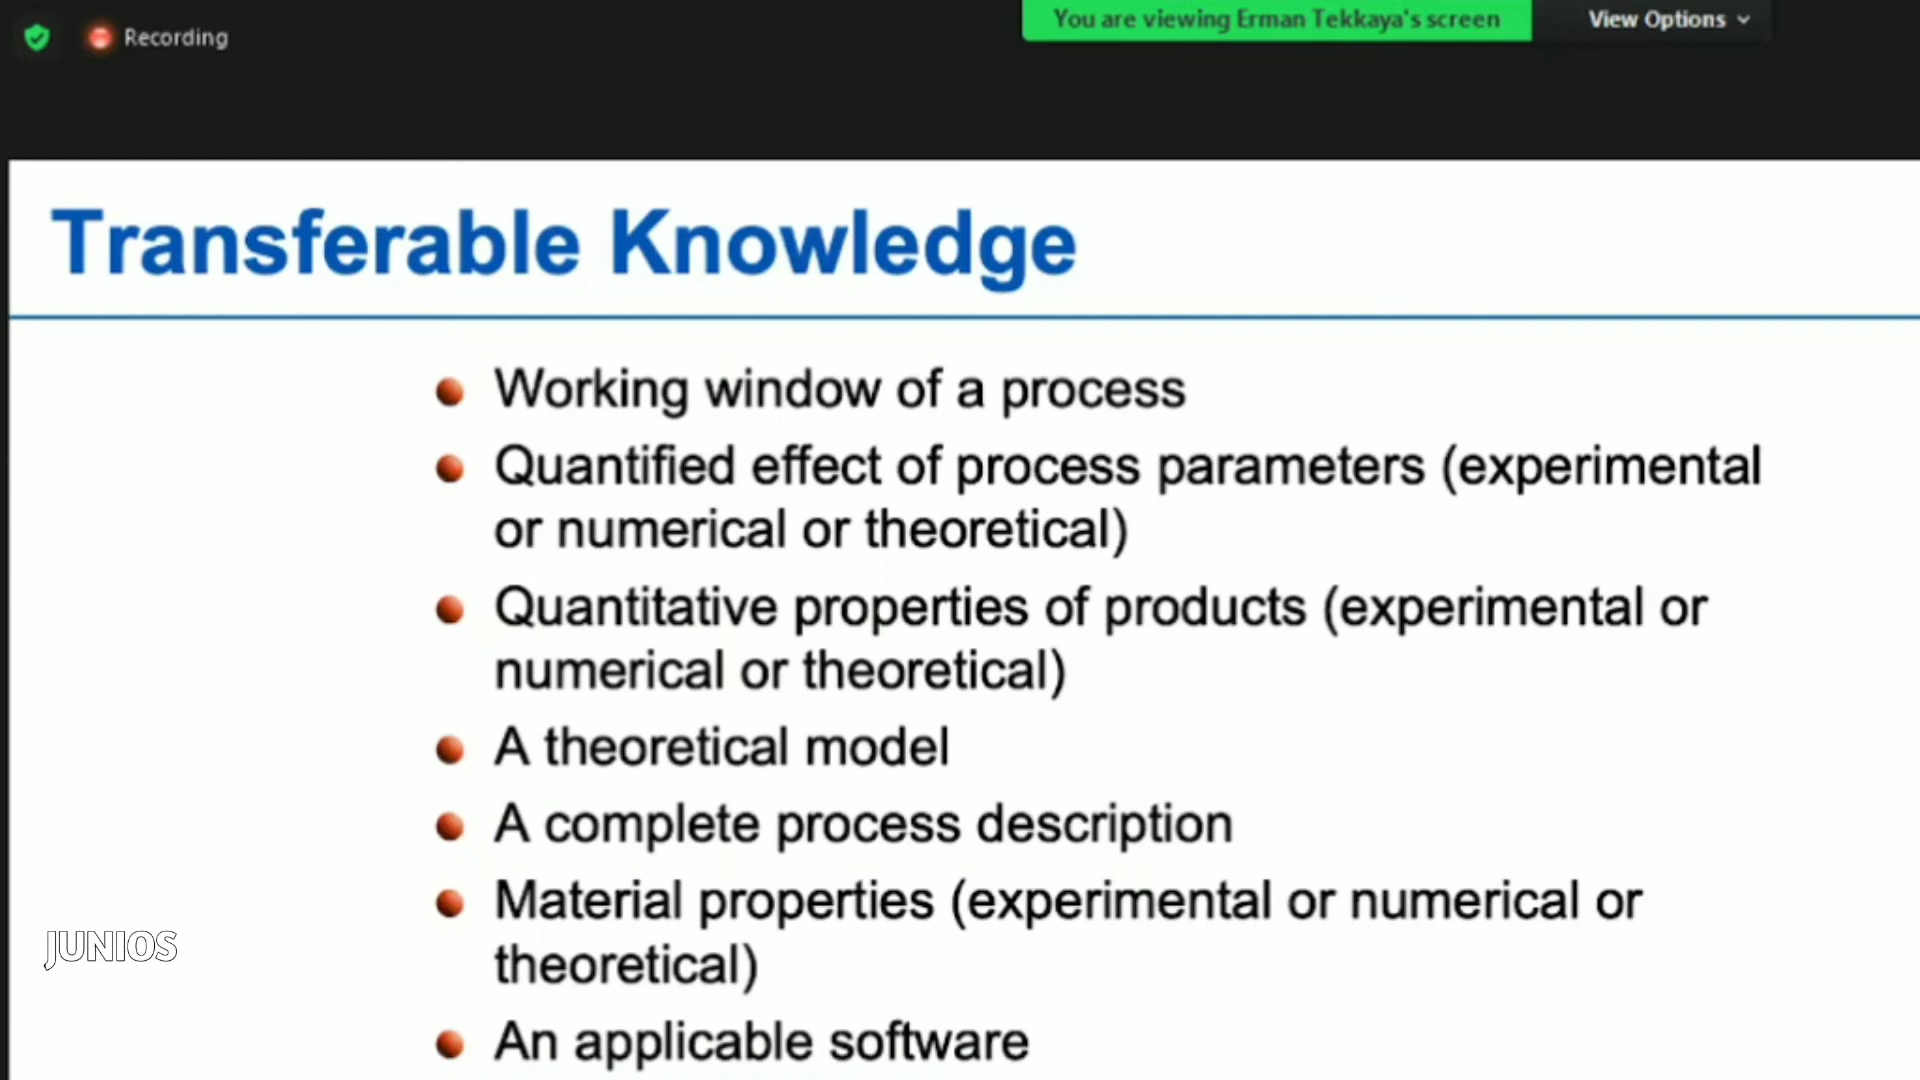 Recording
You are viewing Erman Tekkaya's screen
View Options
Transferable Knowledge
Working window of a process
Quantified effect of process parameters (experimental
or numerical or theoretical)
Quantitative properties of products (experimental or
numerical or theoretical)
A theoretical model
A complete process description
Material properties (experimental or numerical or
theoretical)
An applicable software
JUNIOS